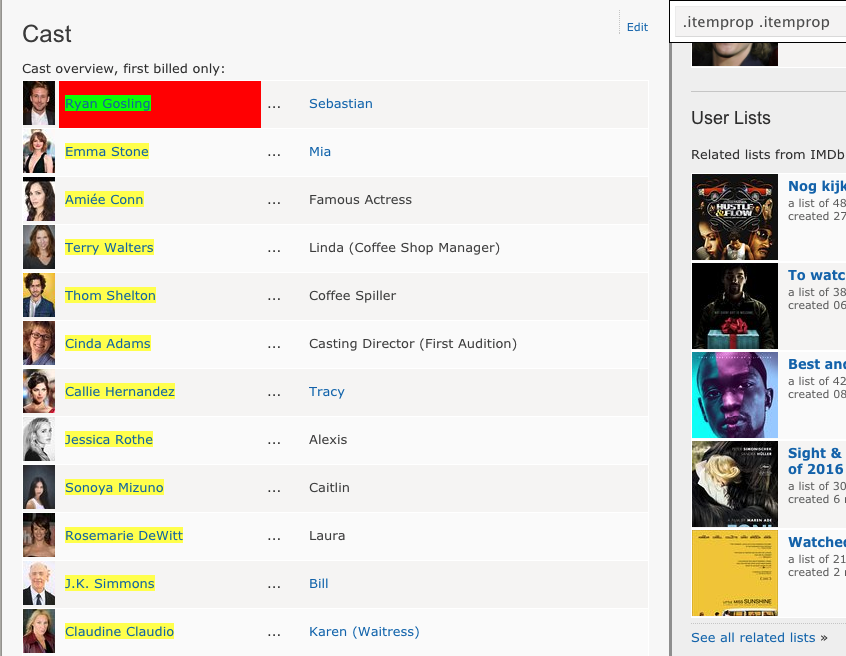 Cast
Edit
Cast overview, first billed only:
Ryan Gosling ... Sebastian
Emma Stone ... Mia
Amiée Conn ... Famous Actress
Terry Walters ... Linda (Coffee Shop Manager)
Thom Shelton ... Coffee Spiller
Cinda Adams ... Casting Director (First Audition)
Callie Hernandez ... Tracy
Jessica Rothe ... Alexis
Sonoya Mizuno ... Caitlin
Rosemarie DeWitt ... Laura
J.K. Simmons ... Bill
Claudine Claudio ... Karen (Waitress)
.itemprop .itemprop
User Lists
Related lists from IMDb
HUSTLE
& FLOW
Nog kijk
a list of 48
created 27
To watc
a list of 38
created 06
Best and
a list of 42
created 08
Sight &
of 2016
a list of 30
created 6
Watched
a list of 21
created 2
LITTLE MISS SUNSHINE
See all related lists »